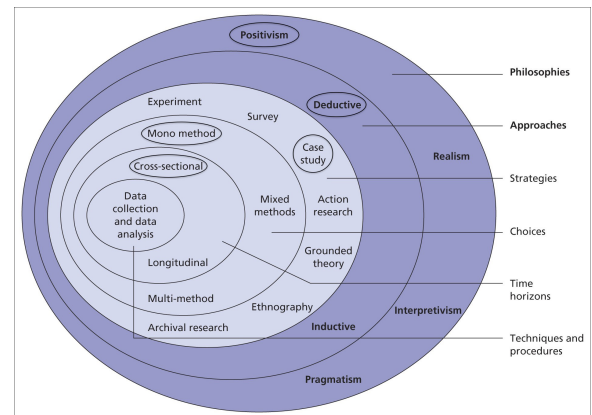 Positivism
Philosophies
Experiment
Deductive
Survey
Approaches
Mono method
Case
study
Realism
Cross-sectional
Strategies
Data
collection
and data
analysis
Mixed
methods
Action
research
Choices
Grounded
theory
Longitudinal
Time
horizons
Multi-method
Ethnography
Interpretivism
Archival research
Inductive
Techniques and
procedures
Pragmatism